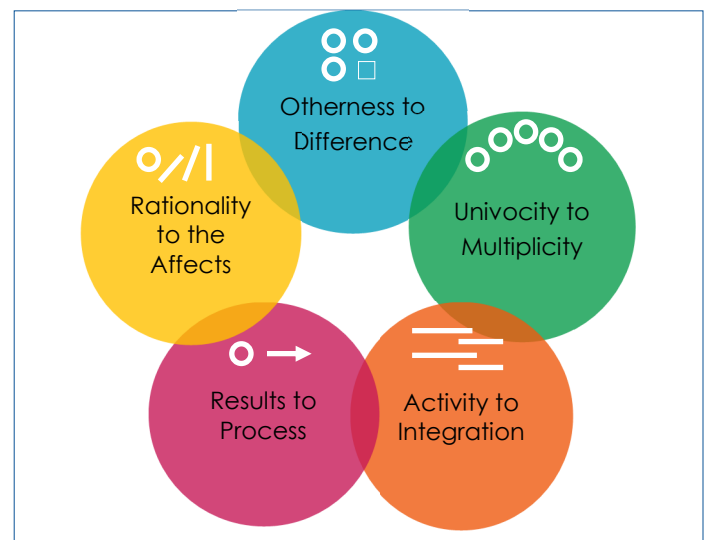 Otherness to
Difference
Univocity to
Multiplicity
Activity to
Integration
Results to
Process
Rationality
to the
Affects